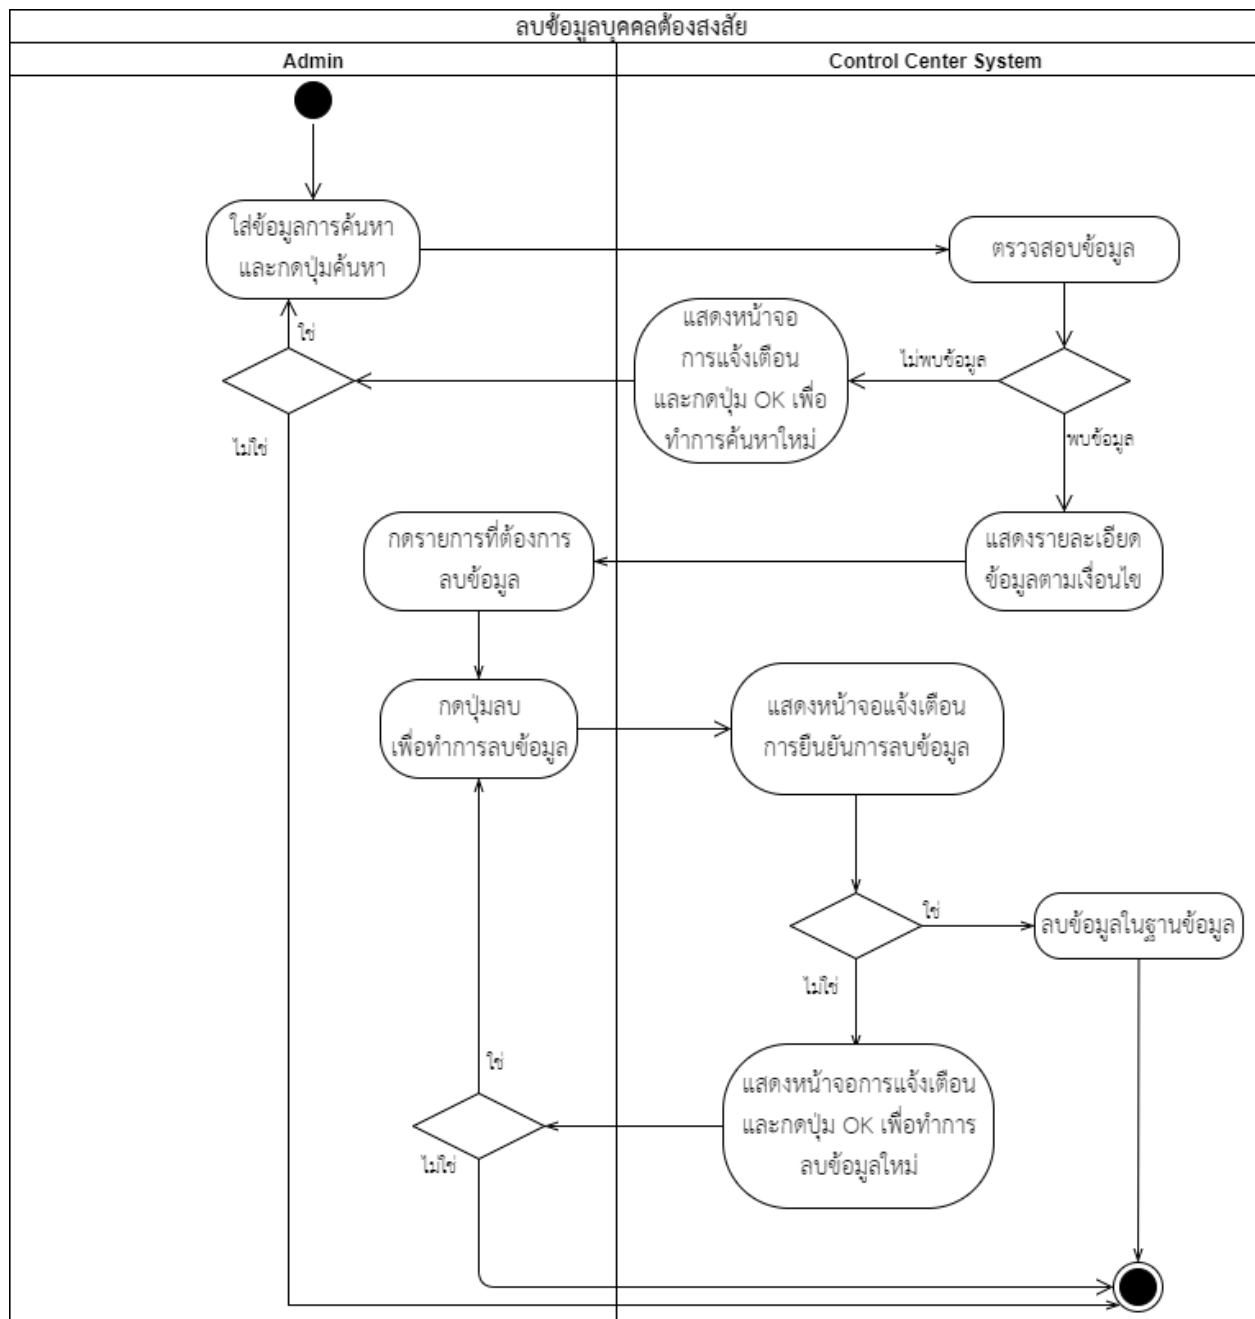 ลบข้อมูลบุคคลต้องสงสัย
Admin
Control Center System
ใส่ข้อมูลการค้นหา
และกดปุ่มค้นหา
ตรวจสอบข้อมูล
แสดงหน้าจอ
การแจ้งเตือน
และกดปุ่ม OK เพื่อ
ทำการค้นหาใหม่
ไม่พบข้อมูล
ใช่
ไม่ใช่
พบข้อมูล
กดรายการที่ต้องการ
ลบข้อมูล
แสดงรายละเอียด
ข้อมูลตามเงื่อนไข
กดปุ่มลบ
เพื่อทำการลบข้อมูล
แสดงหน้าจอแจ้งเตือน
การยืนยันการลบข้อมูล
ใช่
ลบข้อมูลในฐานข้อมูล
ไม่ใช่
แสดงหน้าจอการแจ้งเตือน
และกดปุ่ม OK เพื่อทำการ
ลบข้อมูลใหม่
ใช่
ไม่ใช่